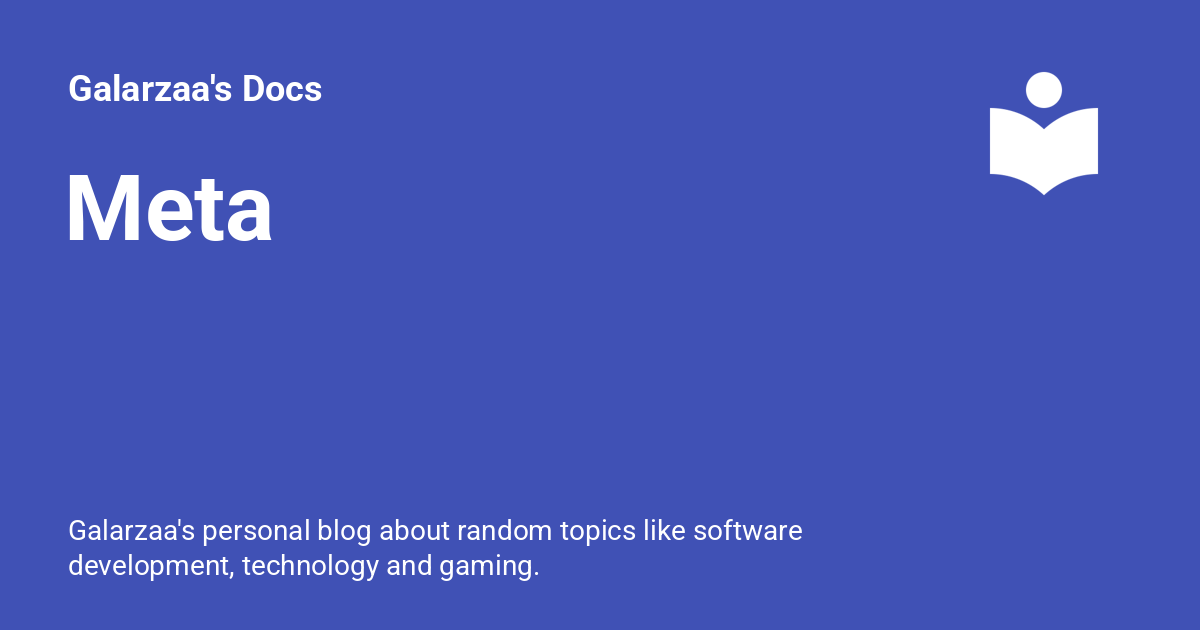 Galarzaa's Docs
Meta
Galarzaa's personal blog about random topics like software
development, technology and gaming.